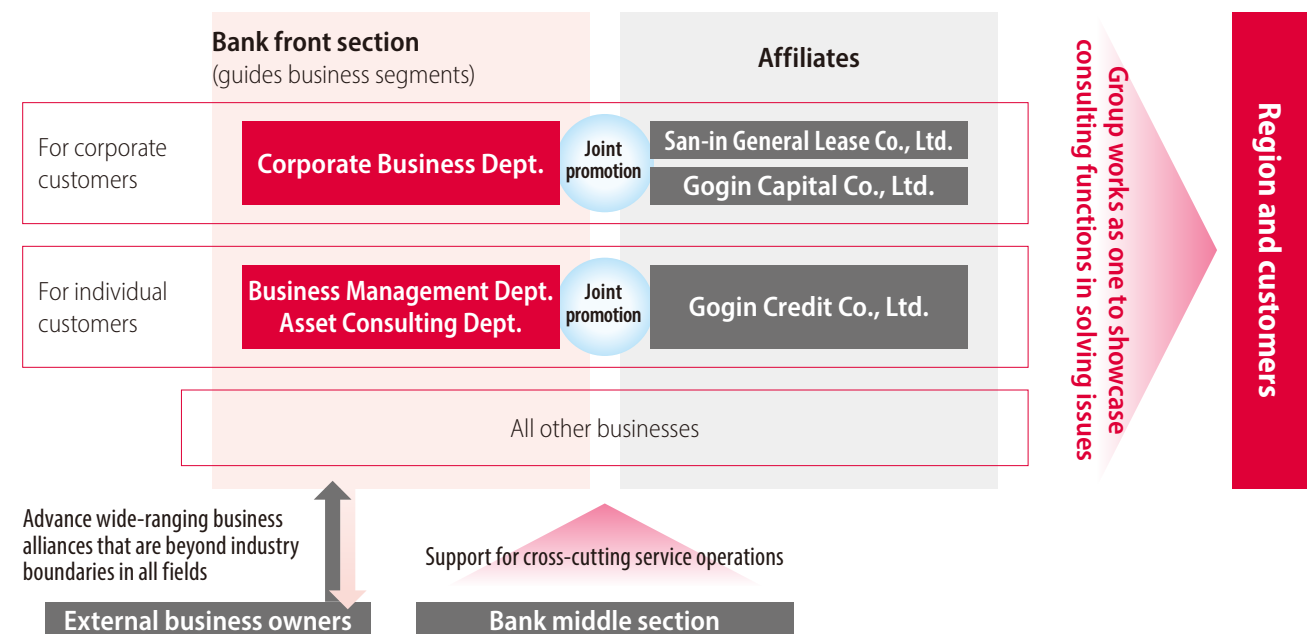 Bank front section
(guides business segments)
Affiliates
For corporate
customers
Corporate Business Dept.
Joint
promotion
San-in General Lease Co., Ltd.
Gogin Capital Co., Ltd.
For individual
customers
Business Management Dept.
Asset Consulting Dept.
Joint
promotion
Gogin Credit Co., Ltd.
All other businesses
Group works as one to showcase
consulting functions in solving issues
Region and customers
Advance wide-ranging business
alliances that are beyond industry
boundaries in all fields
Support for cross-cutting service operations
External business owners
Bank middle section